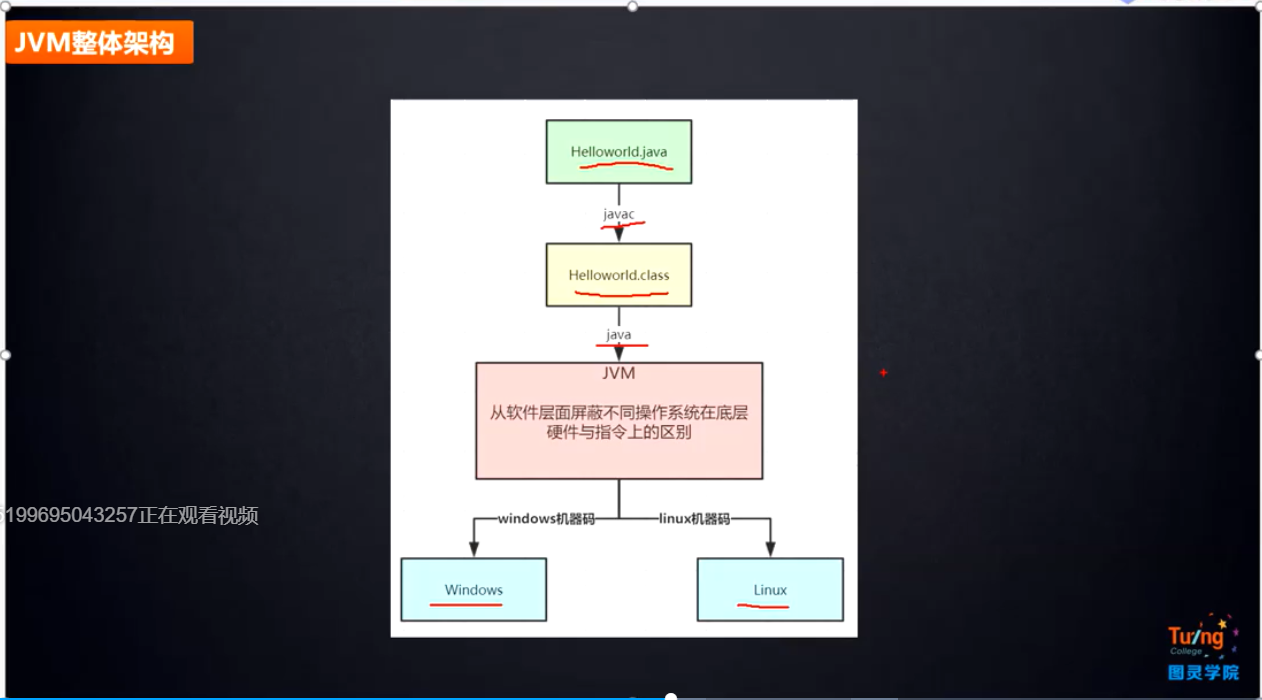 JVM整体架构
Helloworld.java
javac
Helloworld.class
java
JVM
从软件层面屏蔽不同操作系统在底层
硬件与指令上的区别
windows机器码
linux机器码
Windows
Linux
199695043257正在观看视频
Turing
College
图灵学院